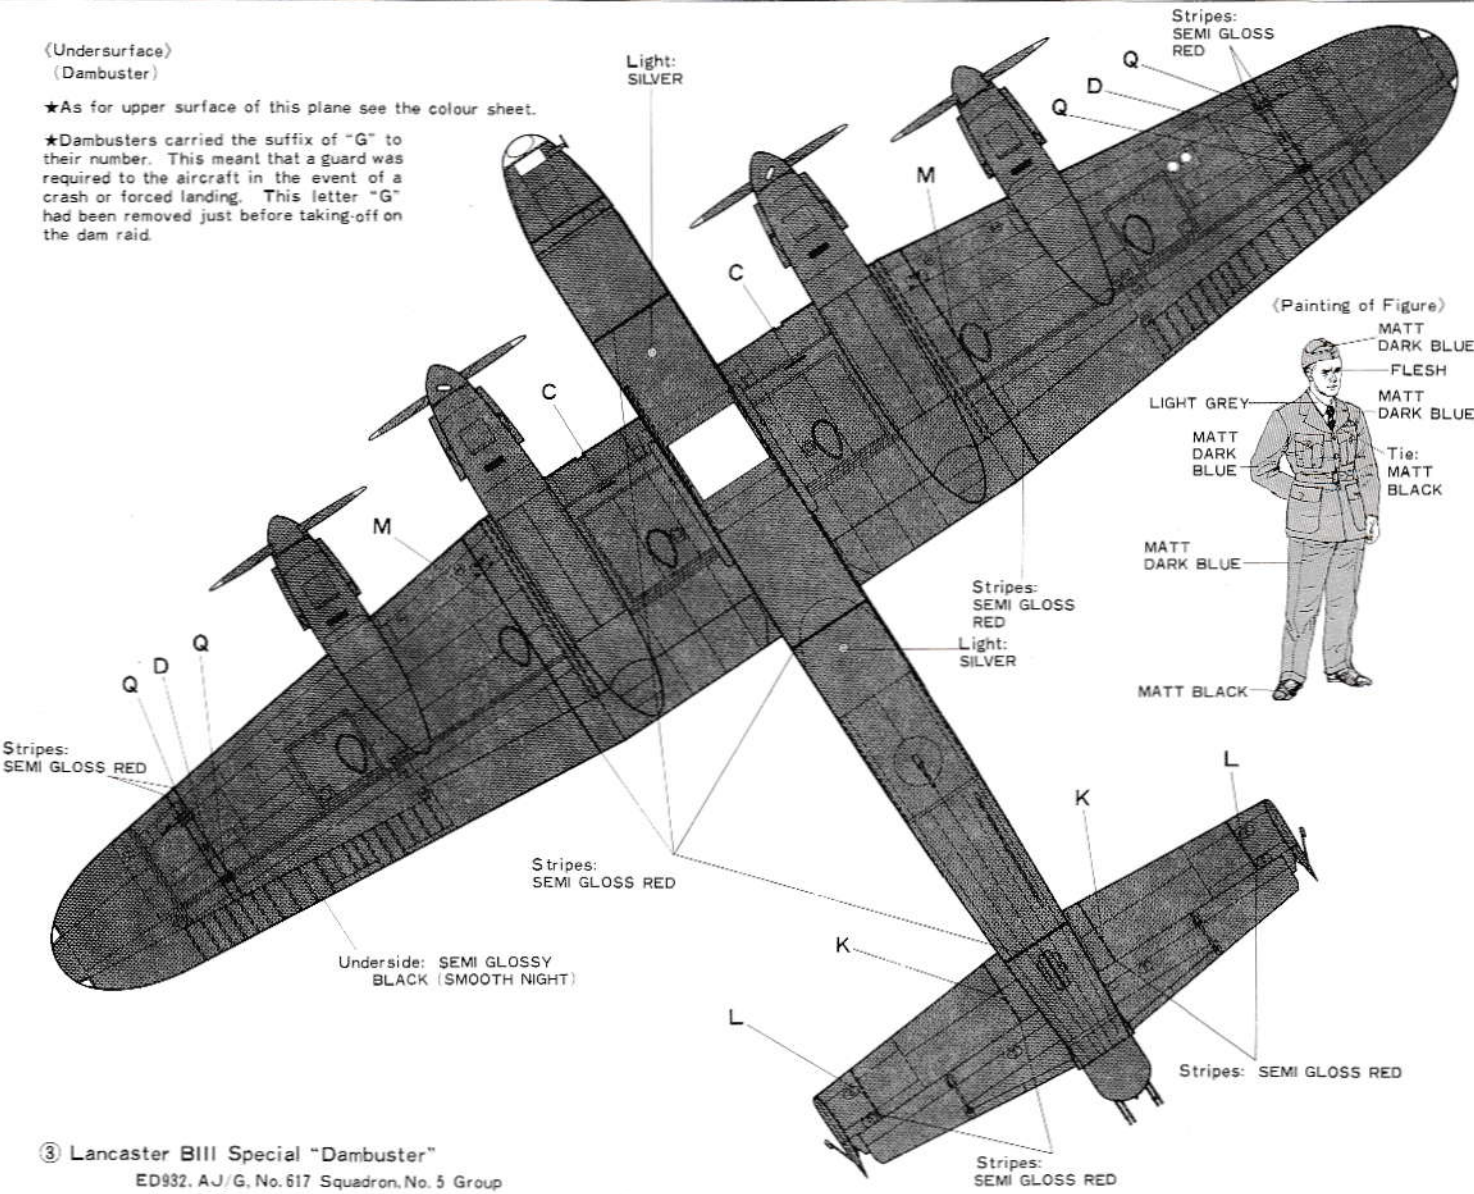 《Undersurface》
(Dambuster)
★As for upper surface of this plane see the colour sheet.
★Dambusters carried the suffix of "G" to
their number. This meant that a guard was
required to the aircraft in the event of a
crash or forced landing. This letter "G"
had been removed just before taking-off on
the dam raid.
Light:
SILVER
Stripes:
SEMI GLOSS
RED
Q
D
Q
M
C
C
M
《Painting of Figure》
MATT
DARK BLUE
FLESH
LIGHT GREY
MATT
DARK BLUE
MATT
DARK
BLUE
Tie:
MATT
BLACK
MATT
DARK BLUE
MATT BLACK
Stripes:
SEMI GLOSS
RED
Light:
SILVER
Q
D
Q
Stripes:
SEMI GLOSS RED
Stripes:
SEMI GLOSS RED
Underside: SEMI GLOSSY
BLACK (SMOOTH NIGHT)
L
K
K
L
Stripes: SEMI GLOSS RED
Stripes:
SEMI GLOSS RED
③ Lancaster BIII Special "Dambuster"
ED932. AJ/G, No. 617 Squadron. No. 5 Group